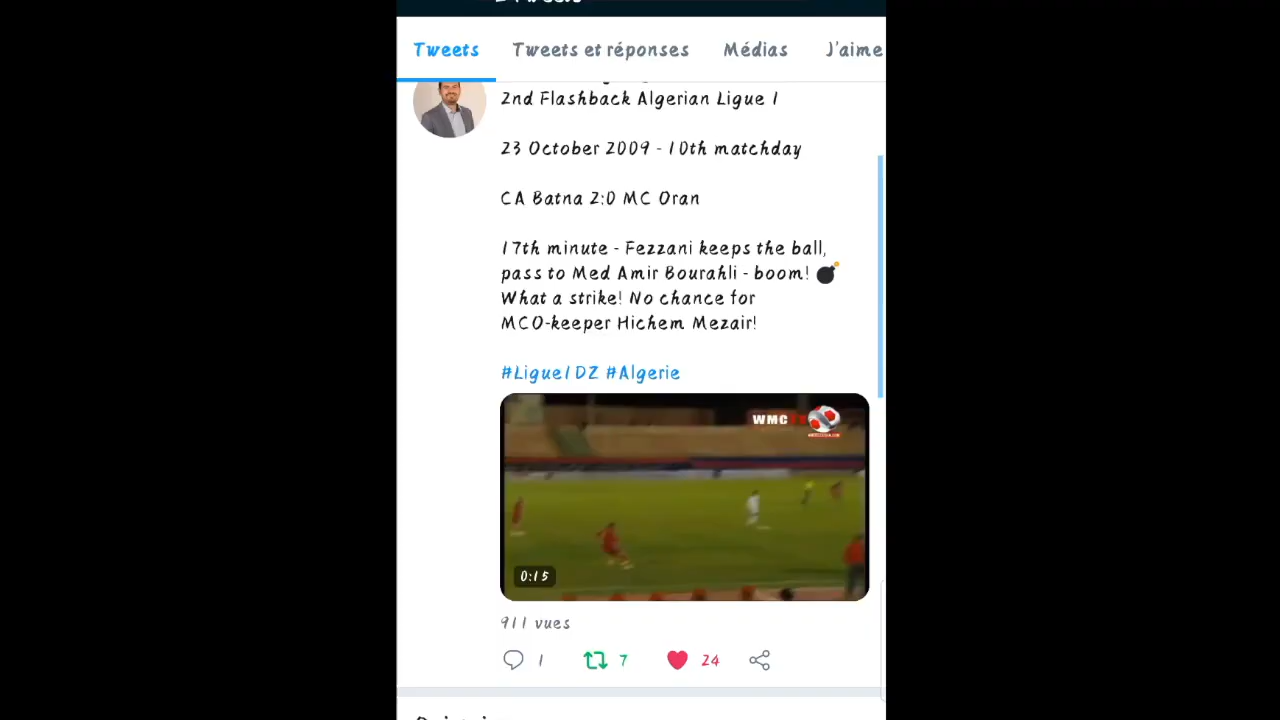 Tweets
Tweets et réponses
Médias
J'aime
2nd Flashback Algerian Ligue 1
23 October 2009 - 10th matchday
CA Batna 2:0 MC Oran
17th minute - Fezzani keeps the ball,
pass to Med Amir Bourahli - boom! 💣
What a strike! No chance for
MCO-keeper Hichem Mezair!
#Ligue1DZ #Algerie
WMC
0:15
911 vues
1
7
24